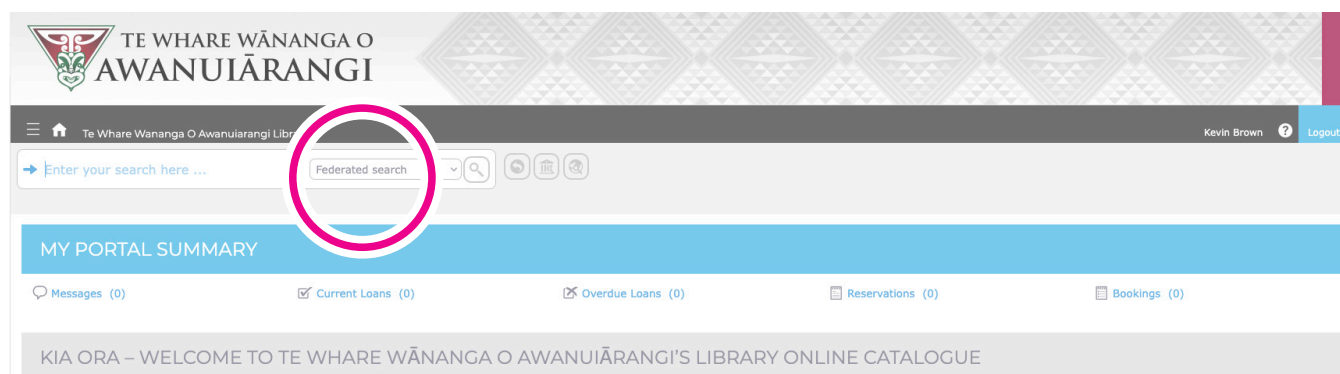 TE WHARE WĀNANGA O
AWANUIĀRANGI
Te Whare Wananga O Awanuiarangi Libr
Kevin Brown ? Logout
Enter your search here ... Federated search
MY PORTAL SUMMARY
Messages (0) Current Loans (0) Overdue Loans (0) Reservations (0) Bookings (0)
KIA ORA – WELCOME TO TE WHARE WĀNANGA O AWANUIĀRANGI'S LIBRARY ONLINE CATALOGUE